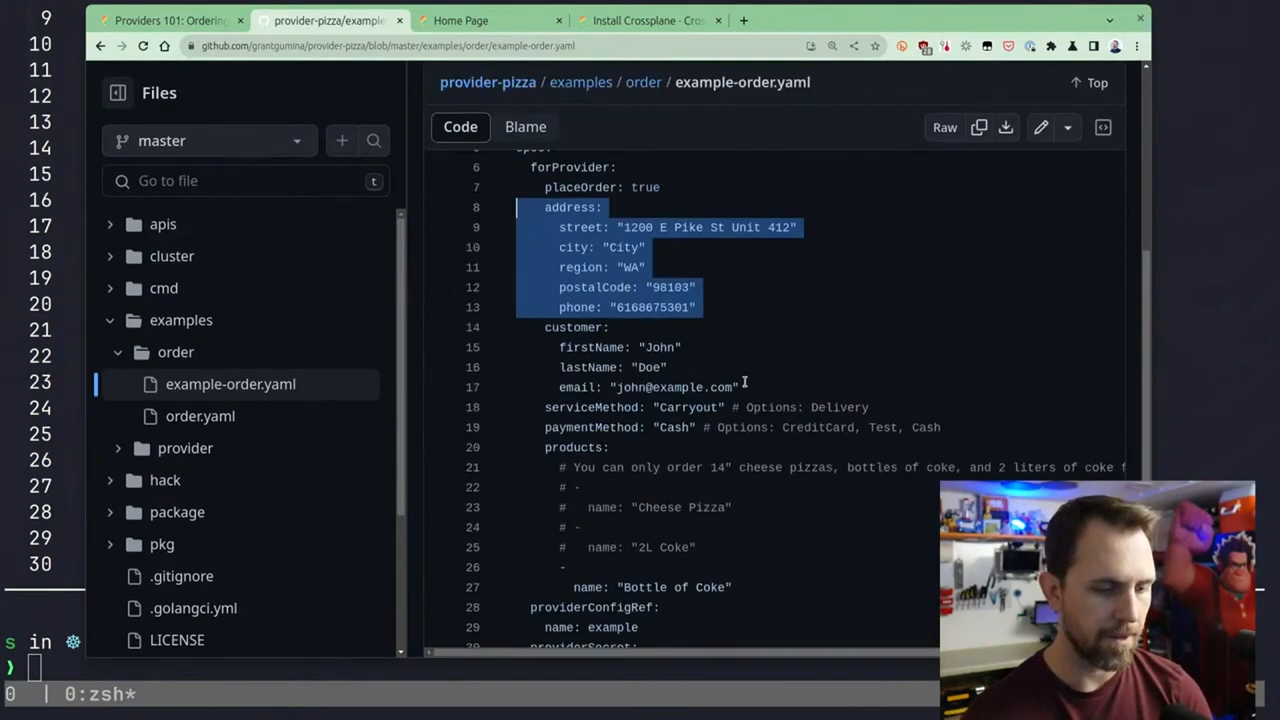 Providers 101: Ordering
provider-pizza/example
Home Page
Install Crossplane · Cros
github.com/grantgumina/provider-pizza/blob/master/examples/order/example-order.yaml
Files
master
Go to file
t
apis
cluster
cmd
examples
order
example-order.yaml
order.yaml
provider
hack
package
pkg
.gitignore
.golangci.yml
LICENSE
provider-pizza / examples / order / example-order.yaml
Top
Code
Blame
Raw
6 forProvider:
7 placeOrder: true
8 address:
9 street: "1200 E Pike St Unit 412"
10 city: "City"
11 region: "WA"
12 postalCode: "98103"
13 phone: "6168675301"
14 customer:
15 firstName: "John"
16 lastName: "Doe"
17 email: "john@example.com"
18 serviceMethod: "Carryout" # Options: Delivery
19 paymentMethod: "Cash" # Options: CreditCard, Test, Cash
20 products:
21 # You can only order 14" cheese pizzas, bottles of coke, and 2 liters of coke f
22 # -
23 # name: "Cheese Pizza"
24 # -
25 # name: "2L Coke"
26 -
27 name: "Bottle of Coke"
28 providerConfigRef:
29 name: example
providerSecret:
9
10
11
12
13
14
15
16
17
18
19
20
21
22
23
24
25
26
27
28
29
30
s in
❯
0 | 0:zsh*